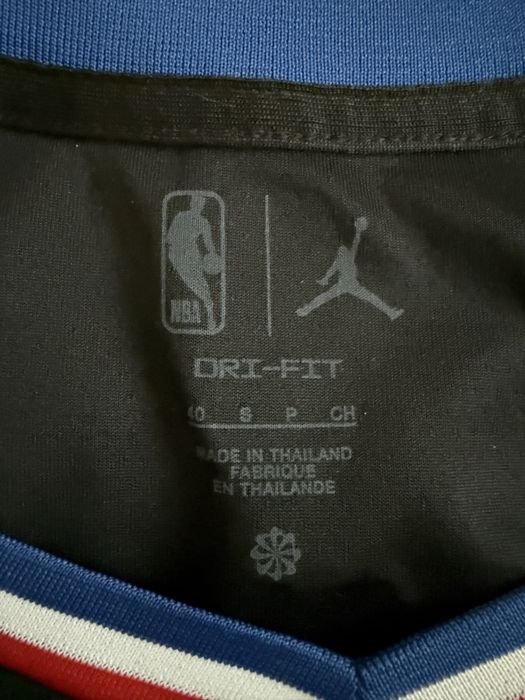 NBA
DRI-FIT
40 S P CH
MADE IN THAILAND
FABRIQUE
EN THAILANDE